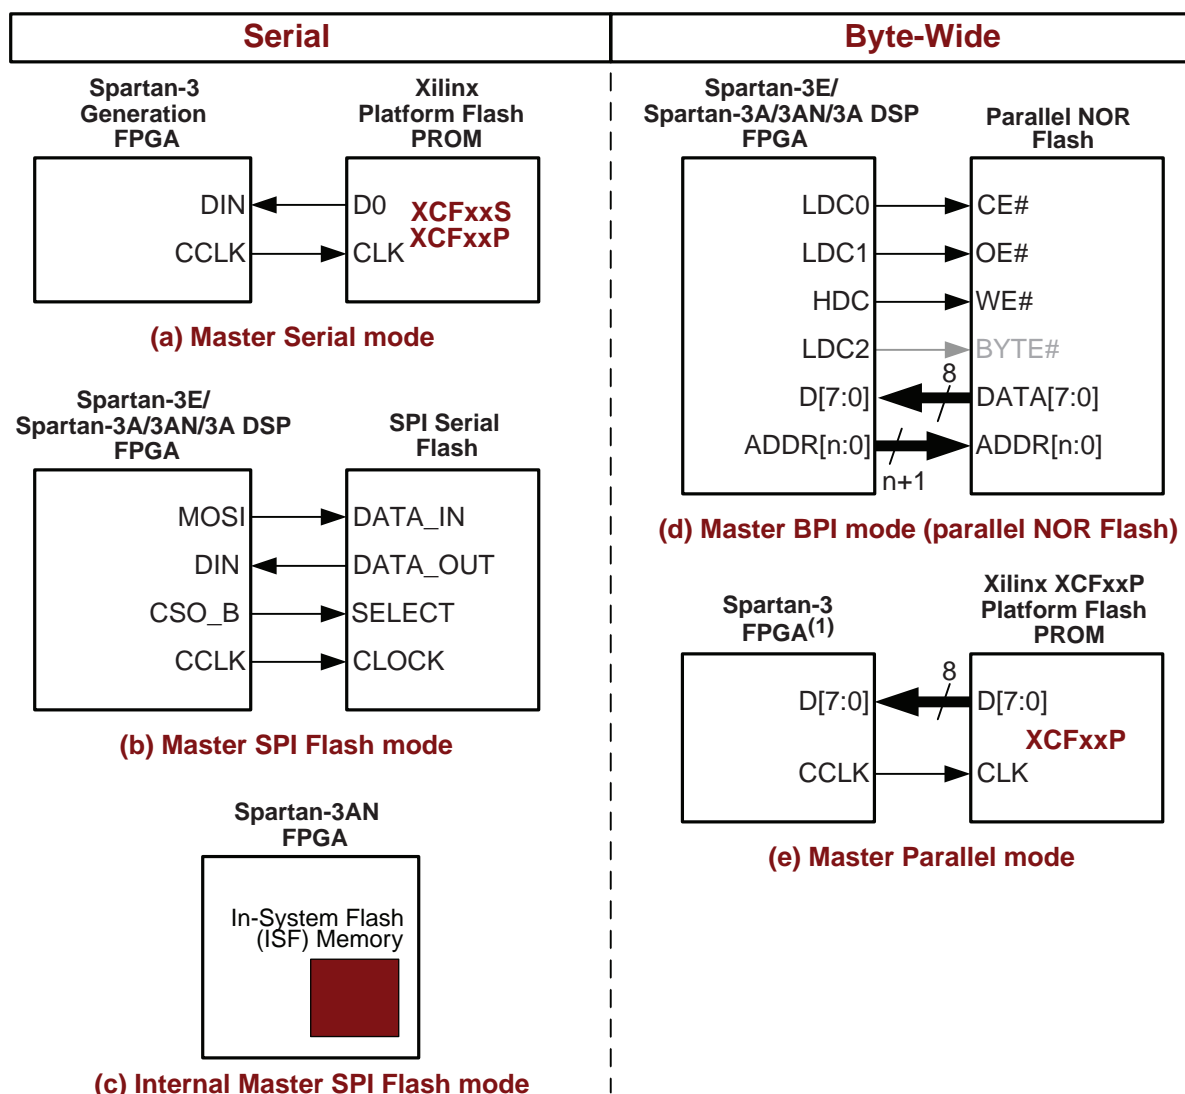 Serial
Byte-Wide
Spartan-3
Generation
FPGA
Xilinx
Platform Flash
PROM
DIN
CCLK
D0
CLK
XCFxxS
XCFxxP
(a) Master Serial mode
Spartan-3E/
Spartan-3A/3AN/3A DSP
FPGA
SPI Serial
Flash
MOSI
DIN
CSO_B
CCLK
DATA_IN
DATA_OUT
SELECT
CLOCK
(b) Master SPI Flash mode
Spartan-3AN
FPGA
In-System Flash
(ISF) Memory
(c) Internal Master SPI Flash mode
Spartan-3E/
Spartan-3A/3AN/3A DSP
FPGA
Parallel NOR
Flash
LDC0
LDC1
HDC
LDC2
D[7:0]
ADDR[n:0]
8
n+1
CE#
OE#
WE#
BYTE#
DATA[7:0]
ADDR[n:0]
(d) Master BPI mode (parallel NOR Flash)
Spartan-3
FPGA(1)
Xilinx XCFxxP
Platform Flash
PROM
D[7:0]
CCLK
8
D[7:0]
XCFxxP
CLK
(e) Master Parallel mode